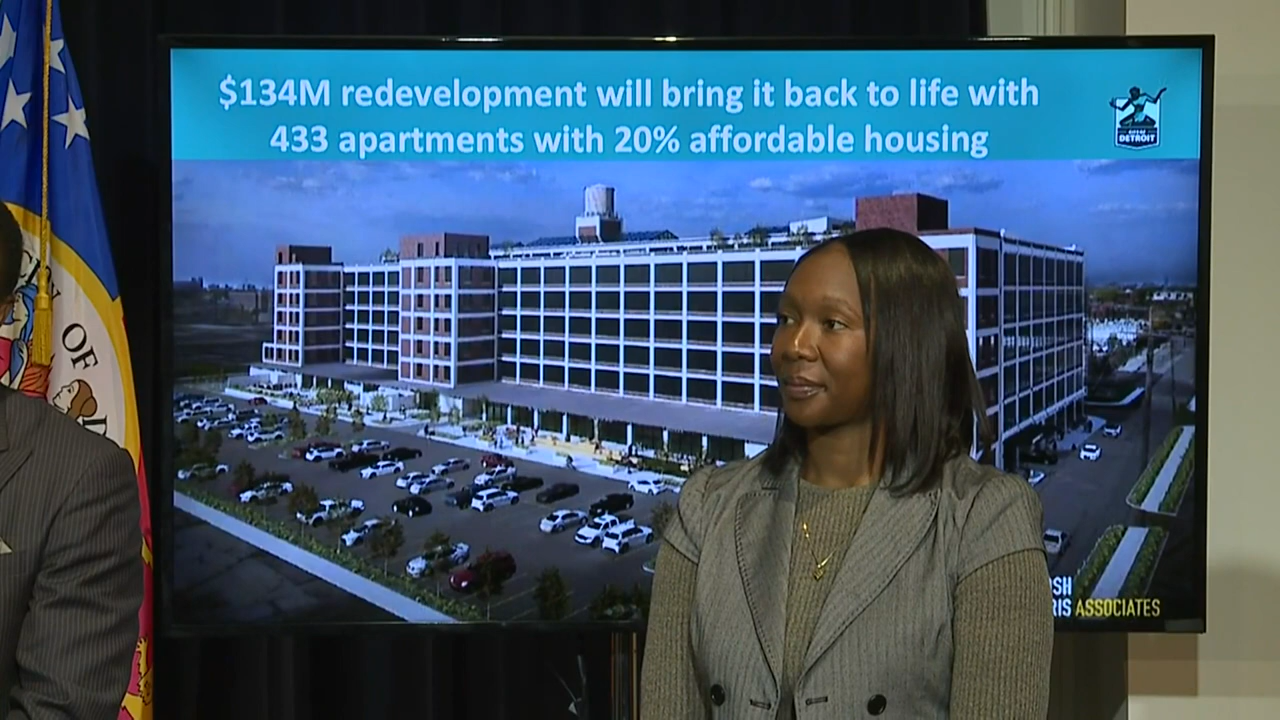 $134M redevelopment will bring it back to life with
433 apartments with 20% affordable housing
DETROIT
OF
ASSOCIATES